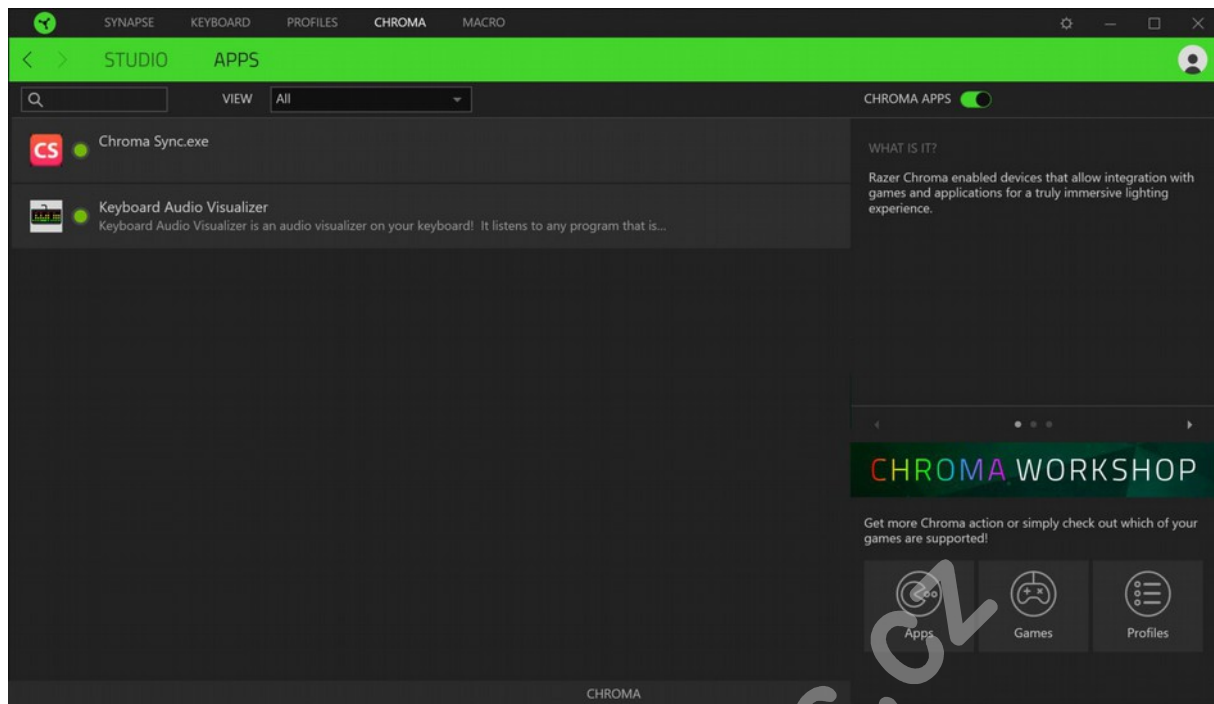 SYNAPSE KEYBOARD PROFILES CHROMA MACRO
STUDIO APPS
VIEW All
CHROMA APPS
CS
Chroma Sync.exe
Keyboard Audio Visualizer
Keyboard Audio Visualizer is an audio visualizer on your keyboard! It listens to any program that is...
WHAT IS IT?
Razer Chroma enabled devices that allow integration with
games and applications for a truly immersive lighting
experience.
CHROMA WORKSHOP
Get more Chroma action or simply check out which of your
games are supported!
Apps Games Profiles
CHROMA